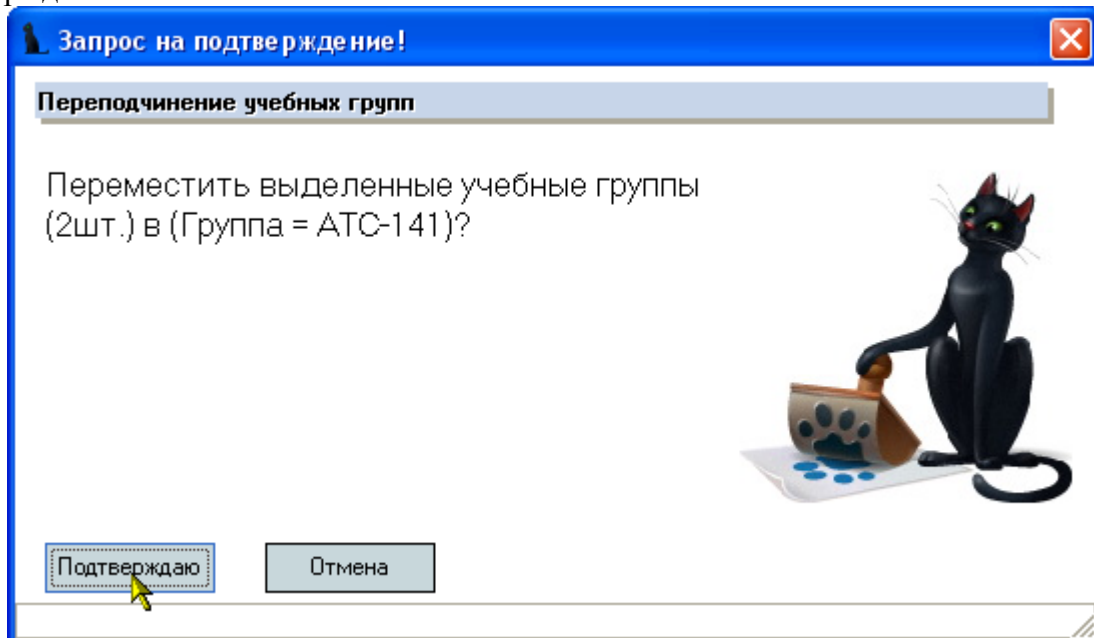 Запрос на подтверждение!
Переподчинение учебных групп
Переместить выделенные учебные группы
(2шт.) в (Группа = АТС-141)?
Подтверждаю
Отмена